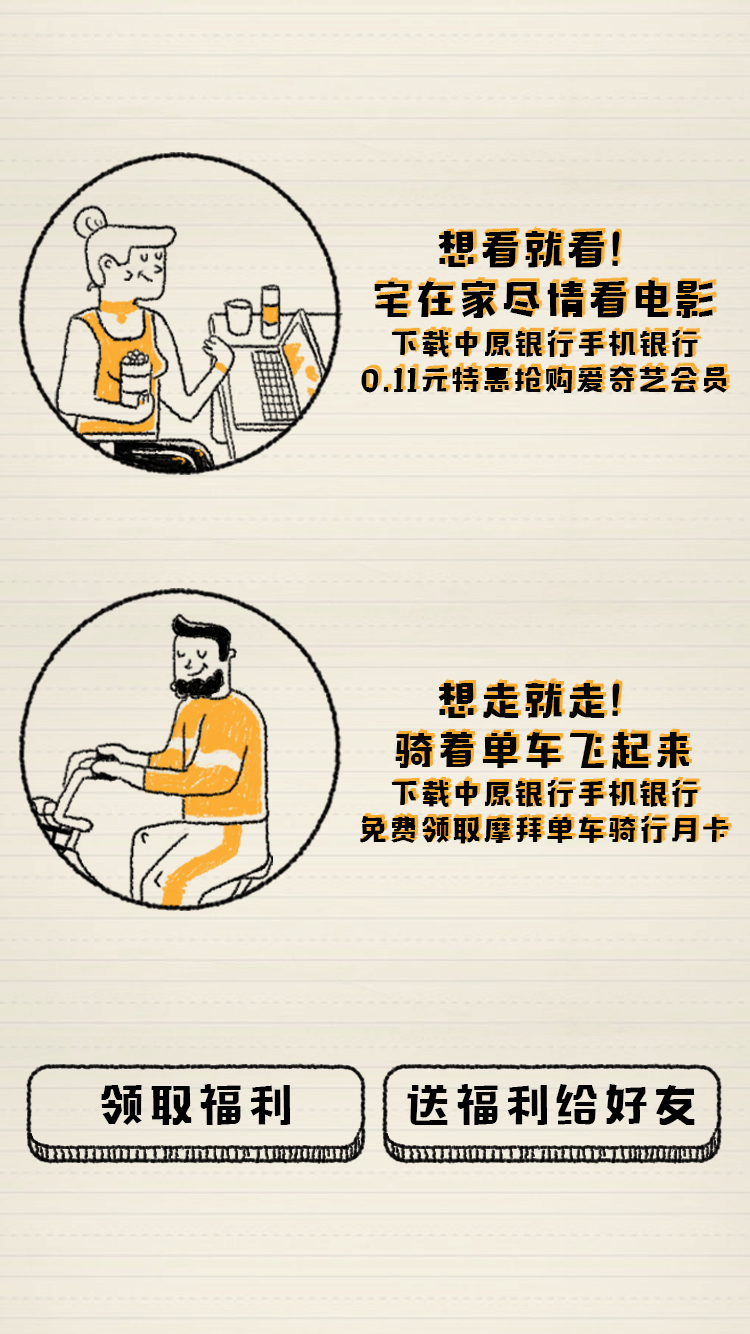 想看就看!
宅在家尽情看电影
下载中原银行手机银行
0.11元特惠抢购爱奇艺会员
想走就走!
骑着单车飞起来
下载中原银行手机银行
免费领取摩拜单车骑行月卡
领取福利
送福利给好友